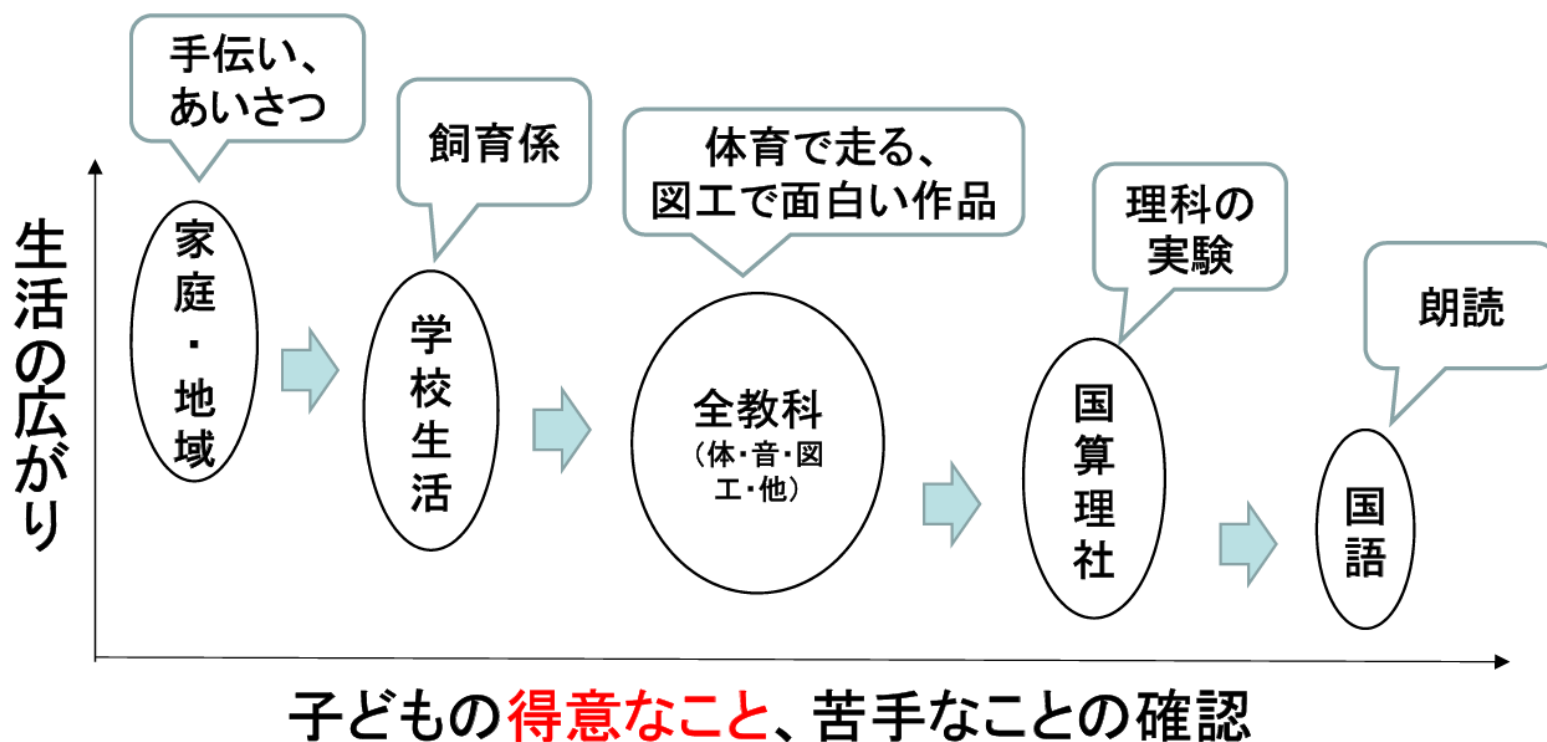 手伝い、
あいさつ
飼育係
体育で走る、
図工で面白い作品
理科の
実験
朗読
生活の広がり
家庭・地域
学校生活
全教科
（体・音・図
工・他）
国算理社
国語
子どもの得意なこと、苦手なことの確認